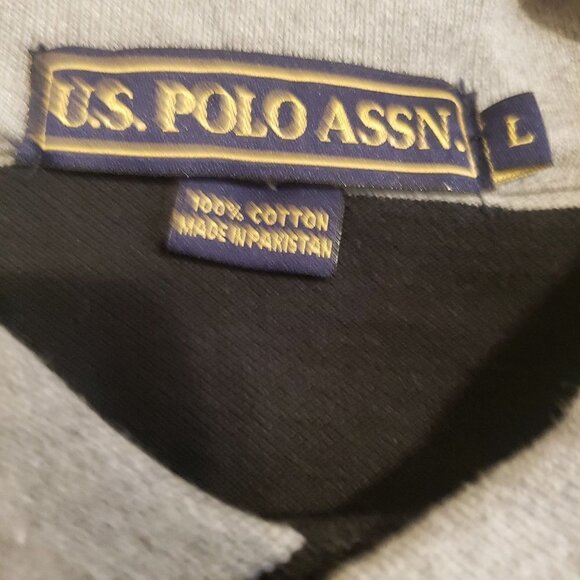 U.S. POLO ASSN.
L
100% COTTON
MADE IN PAKISTAN